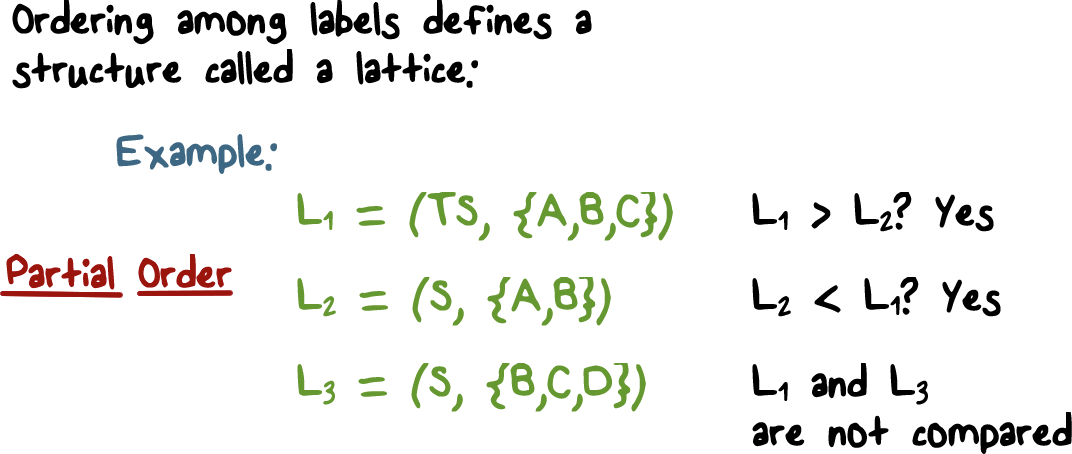 Ordering among labels defines a
structure called a lattice:
Example:
L₁ = (TS, {A,B,C})
L₁ > L₂? Yes
Partial Order
L₂ = (S, {A,B})
L₂ < L₁? Yes
L₃ = (S, {B,C,D})
L₁ and L₃
are not compared